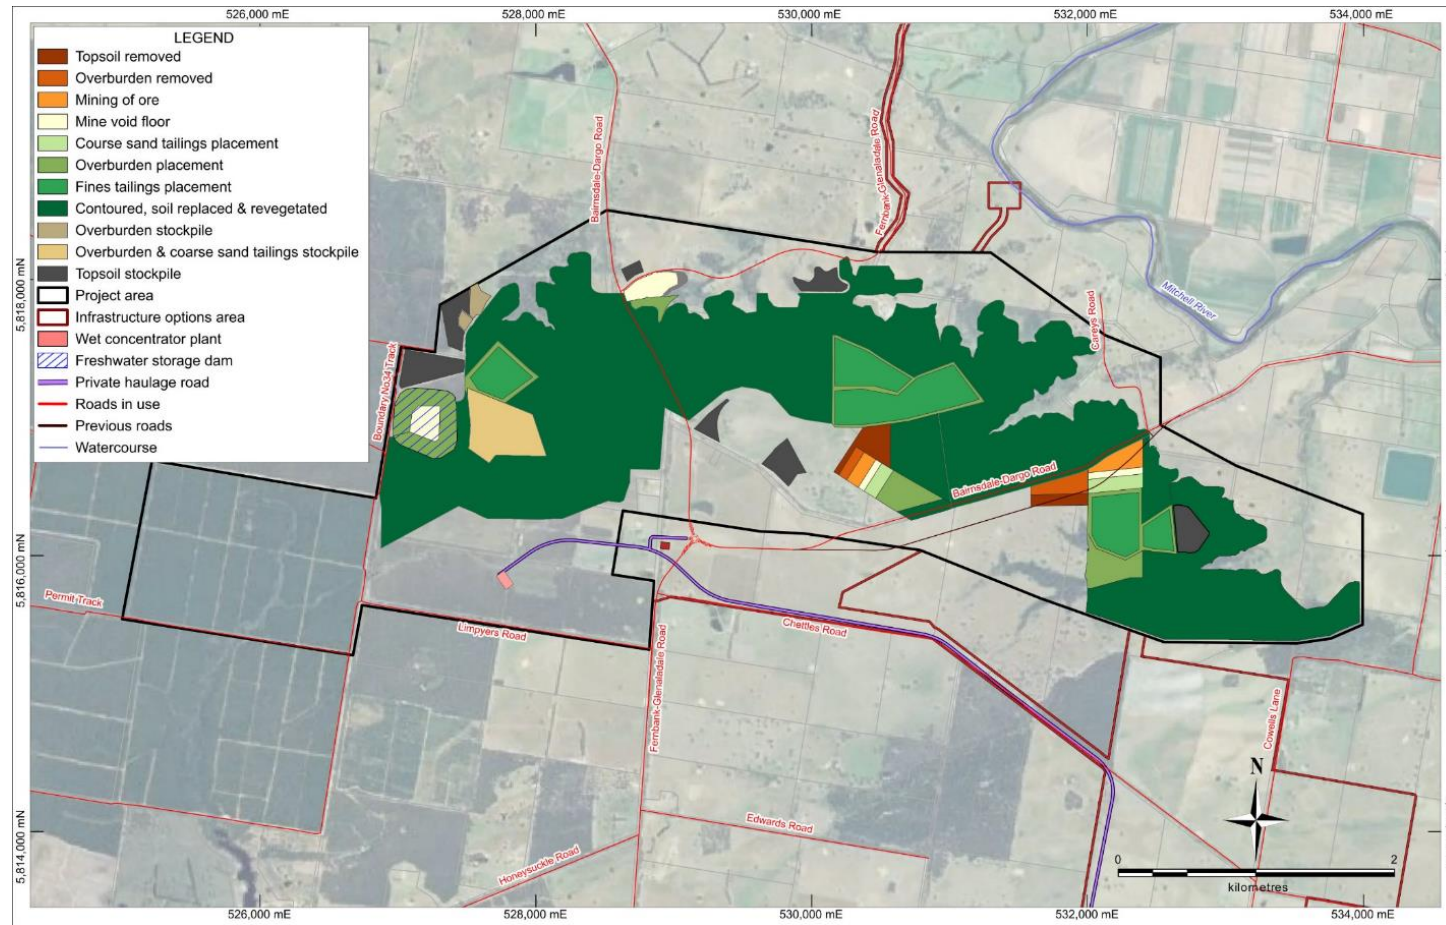 526,000 mE
528,000 mE
530,000 mE
532,000 mE
534,000 mE
LEGEND
Topsoil removed
Overburden removed
Mining of ore
Mine void floor
Course sand tailings placement
Overburden placement
Fines tailings placement
Contoured, soil replaced & revegetated
Overburden stockpile
Overburden & coarse sand tailings stockpile
Topsoil stockpile
Project area
Infrastructure options area
Wet concentrator plant
Freshwater storage dam
Private haulage road
Roads in use
Previous roads
Watercourse
Bairnsdale-Dargo Road
Fernbank-Glenaladale Road
Mitchell River
Careys Road
5,818,000 mN
Boundary No34 Track
Bairnsdale-Dargo Road
5,816,000 mN
Permit Track
Limpyers Road
Chettles Road
Fernbank-Glenaladale Road
Cowells Lane
N
Edwards Road
Honeysuckle Road
5,814,000 mN
0
2
kilometres
526,000 mE
528,000 mE
530,000 mE
532,000 mE
534,000 mE